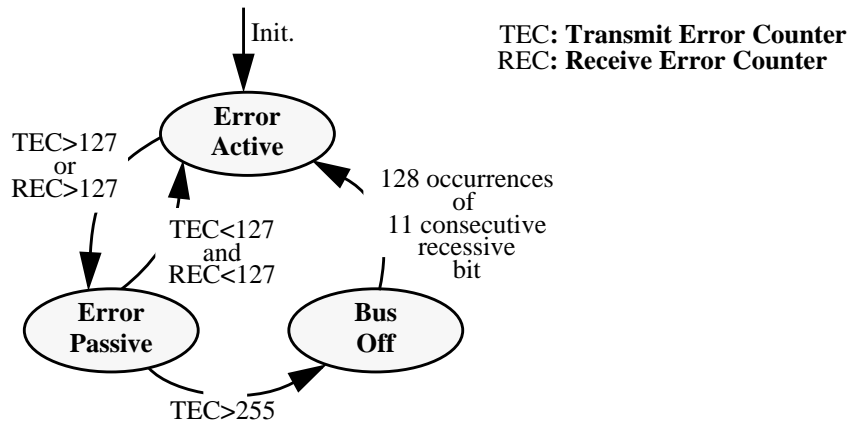 Init.
TEC: Transmit Error Counter
REC: Receive Error Counter
Error
Active
TEC>127
or
REC>127
TEC<127
and
REC<127
128 occurrences
of
11 consecutive
recessive
bit
Error
Passive
Bus
Off
TEC>255